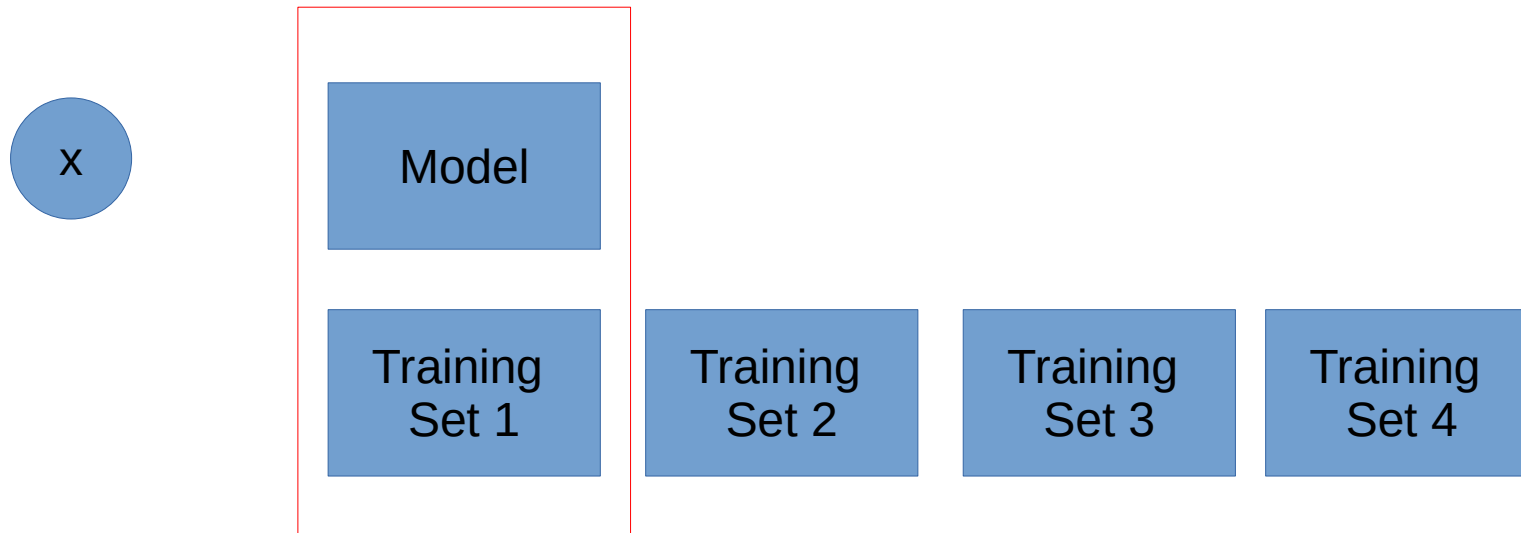 x
Model
Training
Set 1
Training
Set 2
Training
Set 3
Training
Set 4